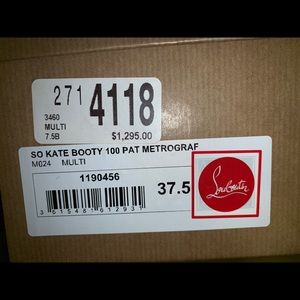 271 4118
3460
MULTI
7.5B
$1,295.00
SO KATE BOOTY 100 PAT METROGRAF
M024 MULTI
1190456
37.5
Louboutin